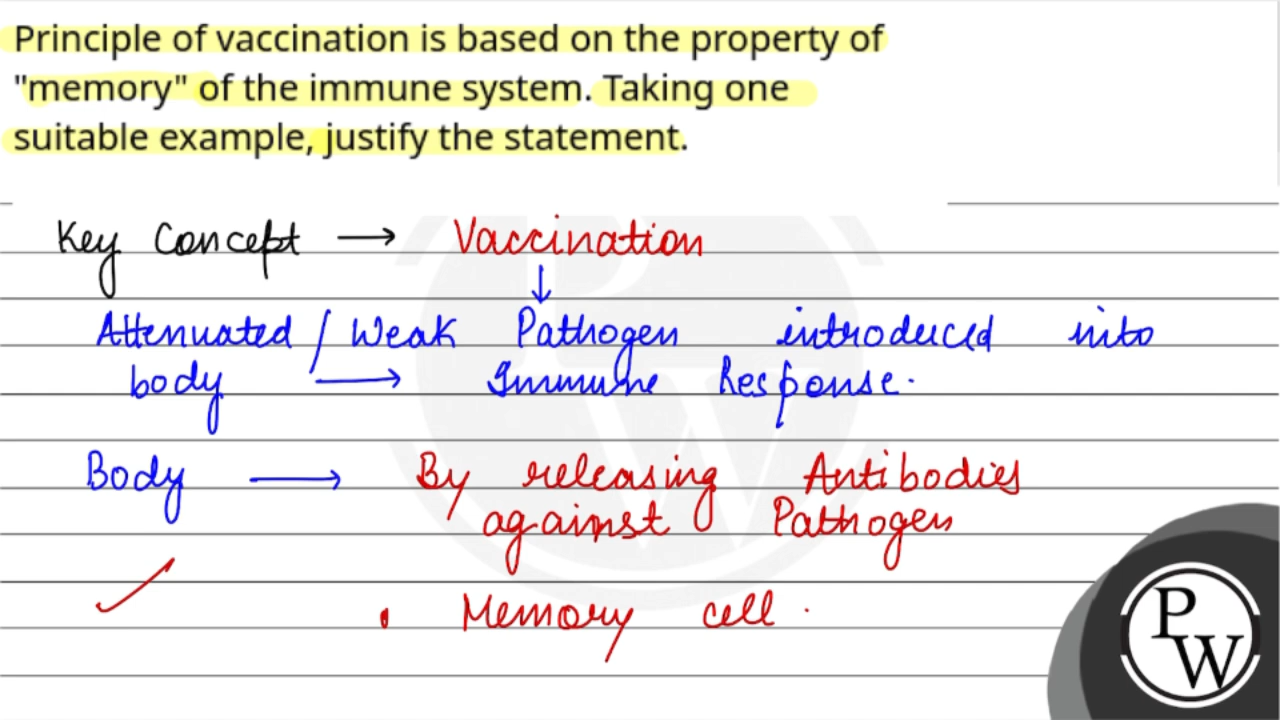 Principle of vaccination is based on the property of
"memory" of the immune system. Taking one
suitable example, justify the statement.
Key Concept → Vaccination
↓
Attenuated / Weak Pathogen introduced into
body → Immune Response.
Body → By releasing Antibodies
against Pathogen
• Memory cell.
PW